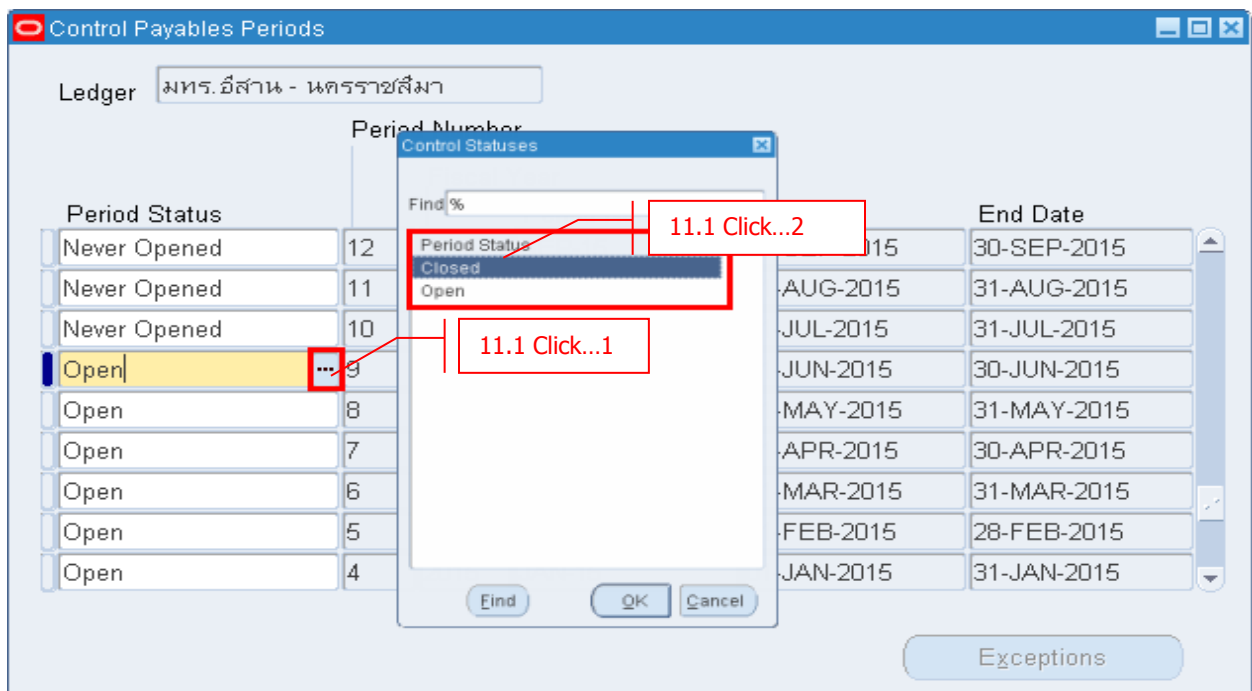 Control Payables Periods
Ledger มทร.อีสาน - นครราชสีมา
Period Number
Control Statuses
Find %
Period Status End Date
11.1 Click...2
Period Status
Closed
Open
Never Opened 12 2015 30-SEP-2015
Never Opened 11 -AUG-2015 31-AUG-2015
Never Opened 10 -JUL-2015 31-JUL-2015
11.1 Click...1
Open ... 9 -JUN-2015 30-JUN-2015
Open 8 -MAY-2015 31-MAY-2015
Open 7 -APR-2015 30-APR-2015
Open 6 -MAR-2015 31-MAR-2015
Open 5 -FEB-2015 28-FEB-2015
Open 4 -JAN-2015 31-JAN-2015
Find OK Cancel
Exceptions